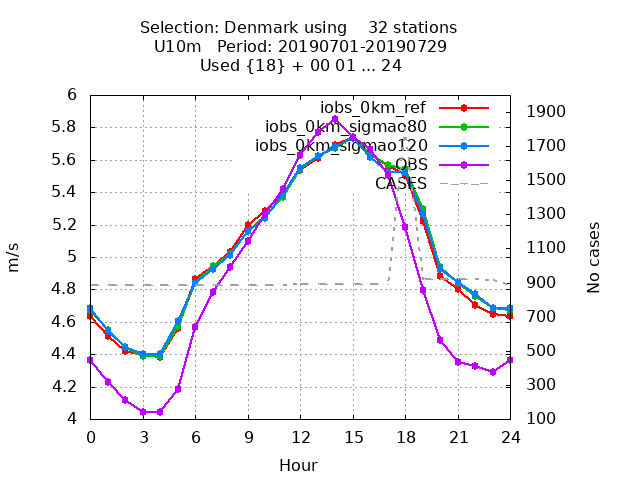 Selection: Denmark using    32 stations
U10m   Period: 20190701-20190729
Used {18} + 00 01 ... 24
iobs_0km_ref
iobs_0km_sigmao80
iobs_0km_sigmao120
OBS
CASES
6
5.8
5.6
5.4
5.2
5
4.8
4.6
4.4
4.2
4
m/s
1900
1700
1500
1300
1100
900
700
500
300
100
No cases
0 3 6 9 12 15 18 21 24
Hour